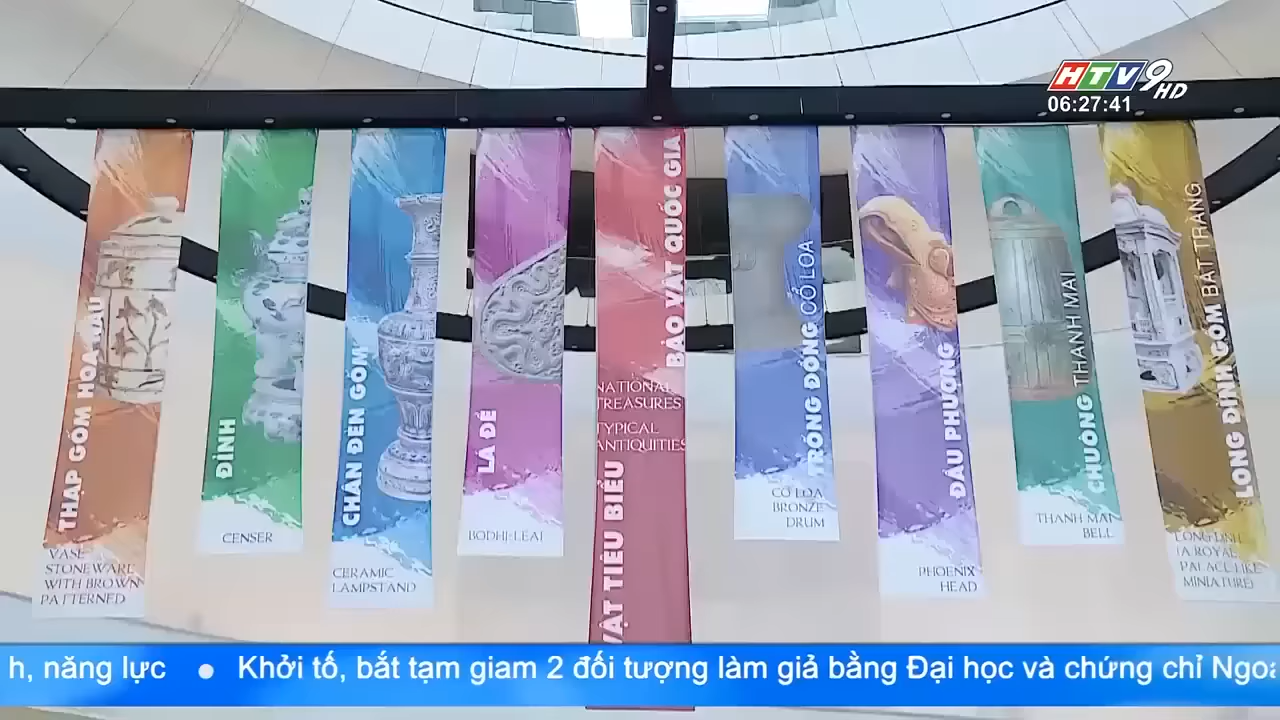 HTV9 HD
06:27:41
THẠP GỐM HOA NÂU
VASE
STONEWARE
WITH BROWN
PATTERNED
ĐỈNH
CENSER
CHÂN ĐÈN GỐM
CERAMIC
LAMPSTAND
LÁ ĐỀ
BODHI-LEAF
BẢO VẬT QUỐC GIA
NATIONAL
TREASURES
TYPICAL
ANTIQUITIES
VẬT TIÊU BIỂU
TRỐNG ĐỒNG CỔ LOA
CỔ LOA
BRONZE
DRUM
ĐẦU PHƯỢNG
PHOENIX
HEAD
CHUÔNG THANH MAI
THANH MAI
BELL
LONG ĐÌNH GỐM BÁT TRÀNG
LONG ĐÌNH
(A ROYAL
PALACE LIKE
MINIATURE)
h, năng lực • Khởi tố, bắt tạm giam 2 đối tượng làm giả bằng Đại học và chứng chỉ Ngoạ